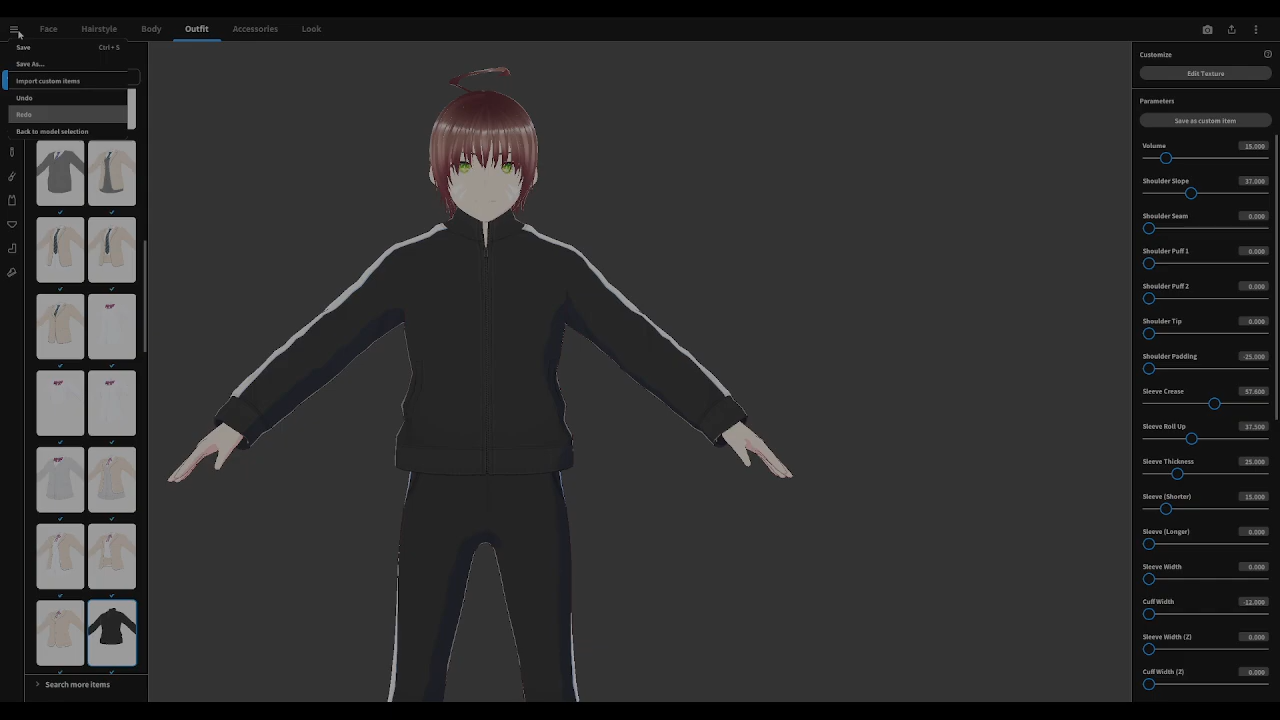 Face Hairstyle Body Outfit Accessories Look
Save Ctrl + S
Save As...
Import custom items
Undo
Redo
Back to model selection
Search more items
Customize
Edit Texture
Parameters
Save as custom item
Volume 15.000
Shoulder Slope 37.000
Shoulder Seam 0.000
Shoulder Puff 1 0.000
Shoulder Puff 2 0.000
Shoulder Tip 0.000
Shoulder Padding -25.000
Sleeve Crease 57.600
Sleeve Roll Up 37.500
Sleeve Thickness 25.000
Sleeve (Shorter) 15.000
Sleeve (Longer) 0.000
Sleeve Width 0.000
Cuff Width -12.000
Sleeve Width (Z) 0.000
Cuff Width (Z) 0.000